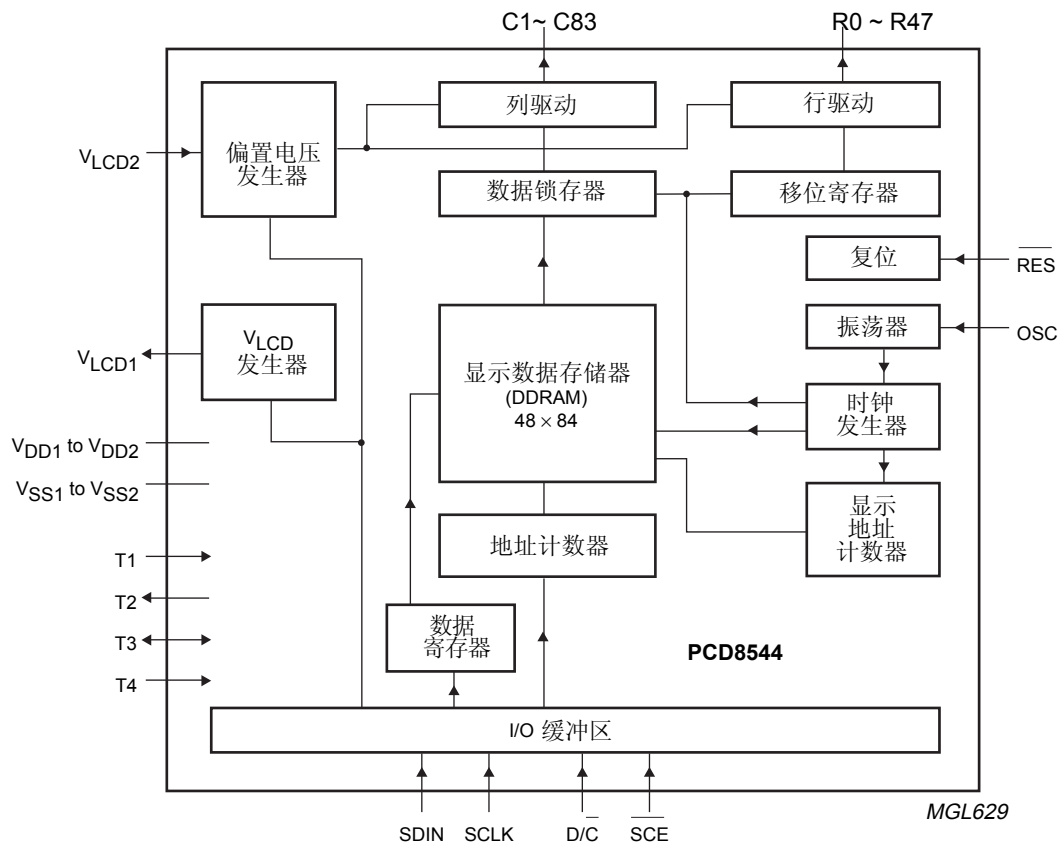 C1~ C83
R0 ~ R47
列驱动
行驱动
偏置电压
发生器
VLCD2
数据锁存器
移位寄存器
复位
RES
振荡器
OSC
VLCD
发生器
VLCD1
显示数据存储器
(DDRAM)
48 × 84
时钟
发生器
VDD1 to VDD2
VSS1 to VSS2
显示
地址
计数器
地址计数器
T1
T2
T3
T4
数据
寄存器
PCD8544
I/O 缓冲区
SDIN
SCLK
D/C
SCE
MGL629